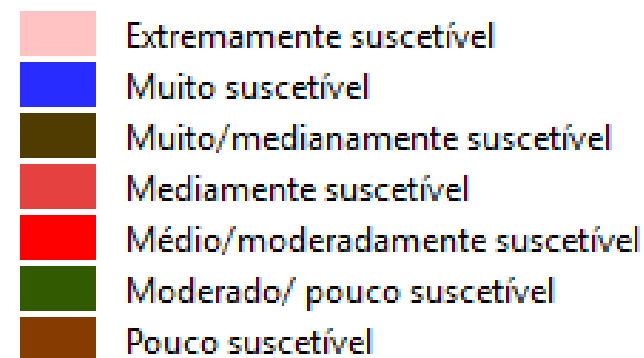 Extremamente suscetível
Muito suscetível
Muito/medianamente suscetível
Mediamente suscetível
Médio/moderadamente suscetível
Moderado/ pouco suscetível
Pouco suscetível